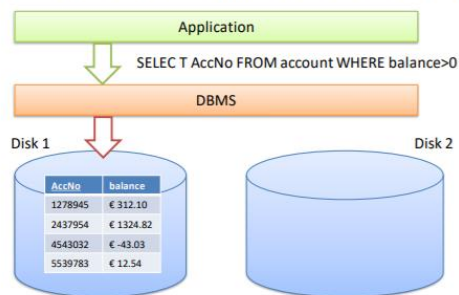 Application
SELEC T AccNo FROM account WHERE balance>0
DBMS
Disk 1
Disk 2
AccNo balance
1278945 € 312.10
2437954 € 1324.82
4543032 € -43.03
5539783 € 12.54